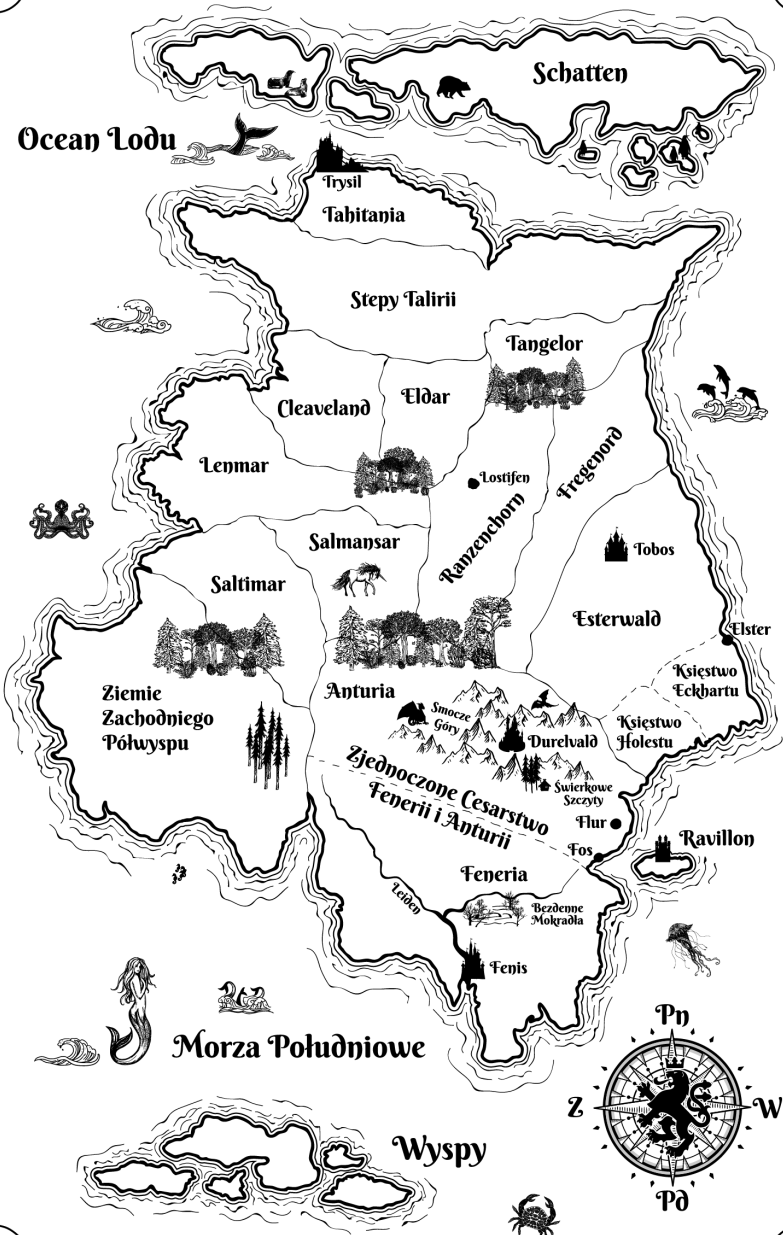 Schatten
Ocean Lodu
Trysil
Tahitania
Stepy Talirii
Tangelor
Cleaveland
Eldar
Lenmar
Lostifen
Fregenord
Ranzenchorn
Salmansar
Tobos
Saltimar
Esterwald
Elster
Księstwo
Eckhartu
Ziemie
Zachodniego
Półwyspu
Anturia
Smocze
Góry
Durelvald
Księstwo
Holestu
Zjednoczone Cesarstwo
Fenerii i Anturii
Świerkowe
Szczyty
Flur
Ravillon
Fos
Feneria
Leiden
Bezdenne
Mokradła
Fenis
Pn
Morza Południowe
Z
W
Wyspy
Pd